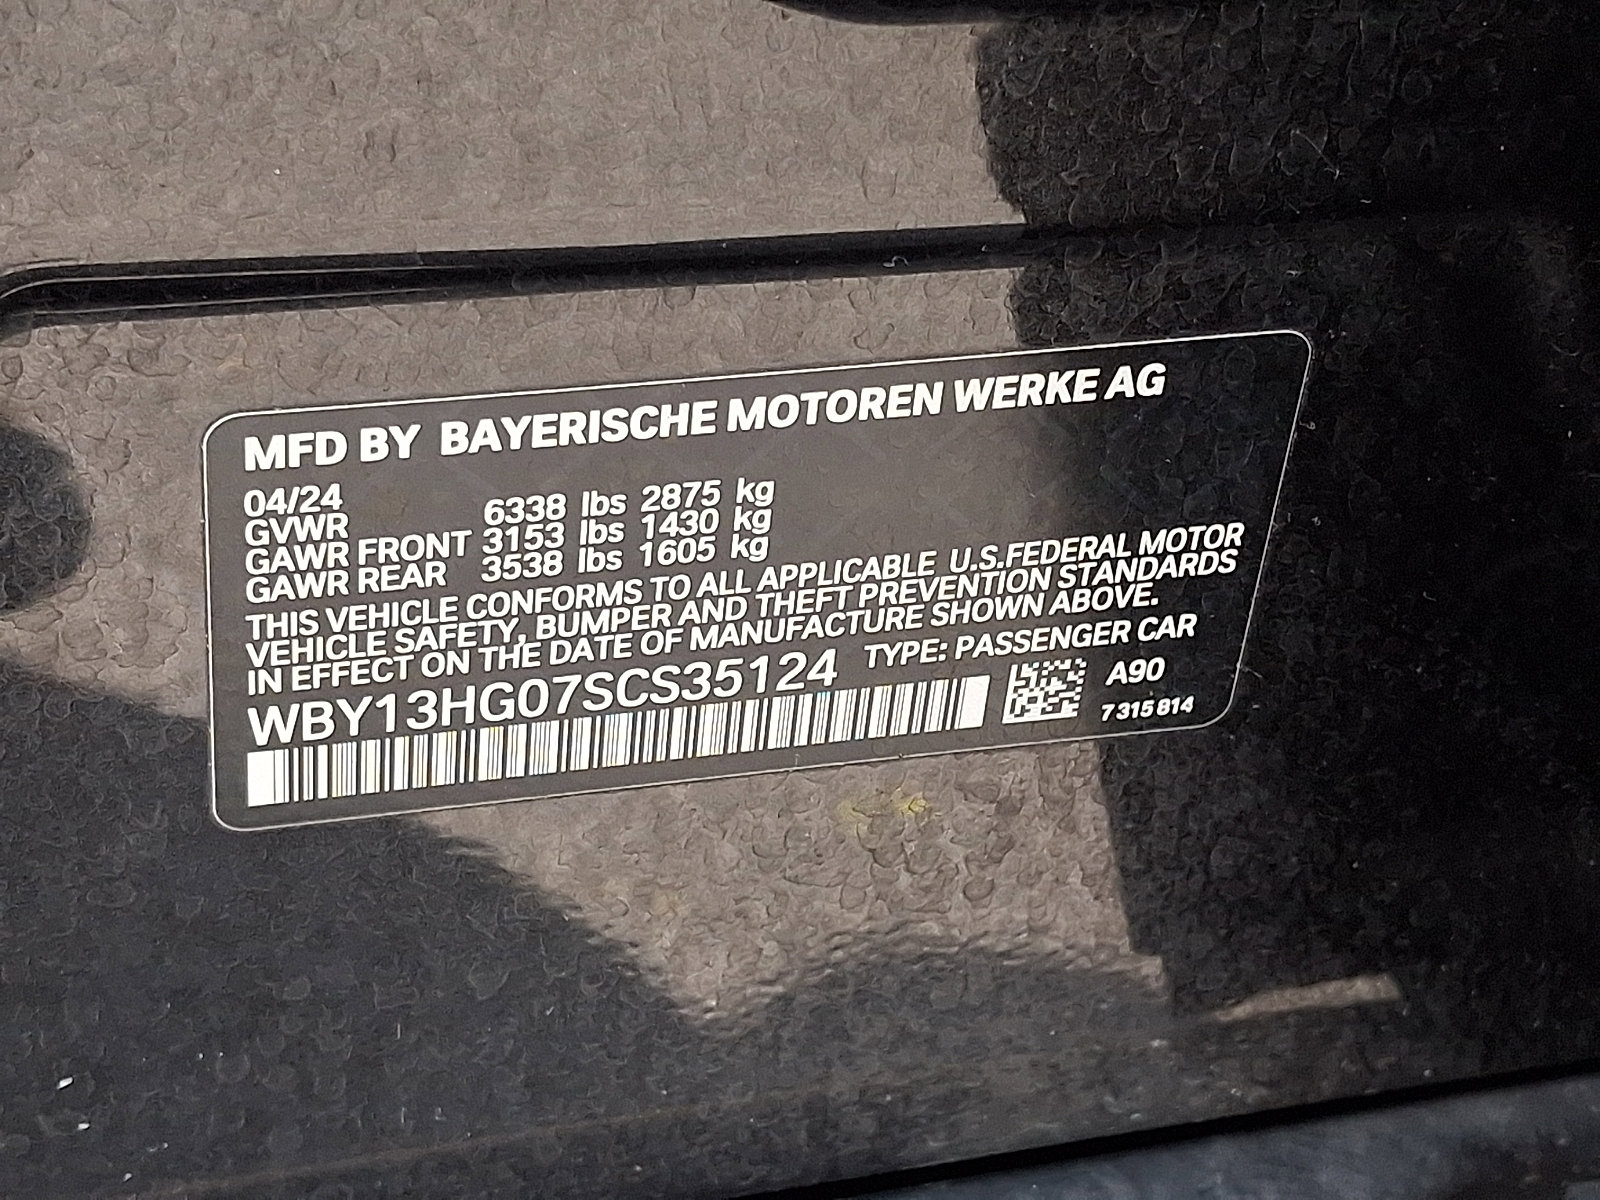 MFD BY BAYERISCHE MOTOREN WERKE AG
04/24
GVWR 6338 lbs 2875 kg
GAWR FRONT 3153 lbs 1430 kg
GAWR REAR 3538 lbs 1605 kg
THIS VEHICLE CONFORMS TO ALL APPLICABLE U.S.FEDERAL MOTOR
VEHICLE SAFETY, BUMPER AND THEFT PREVENTION STANDARDS
IN EFFECT ON THE DATE OF MANUFACTURE SHOWN ABOVE.
WBY13HG07SCS35124 TYPE: PASSENGER CAR
A90
7 315 814